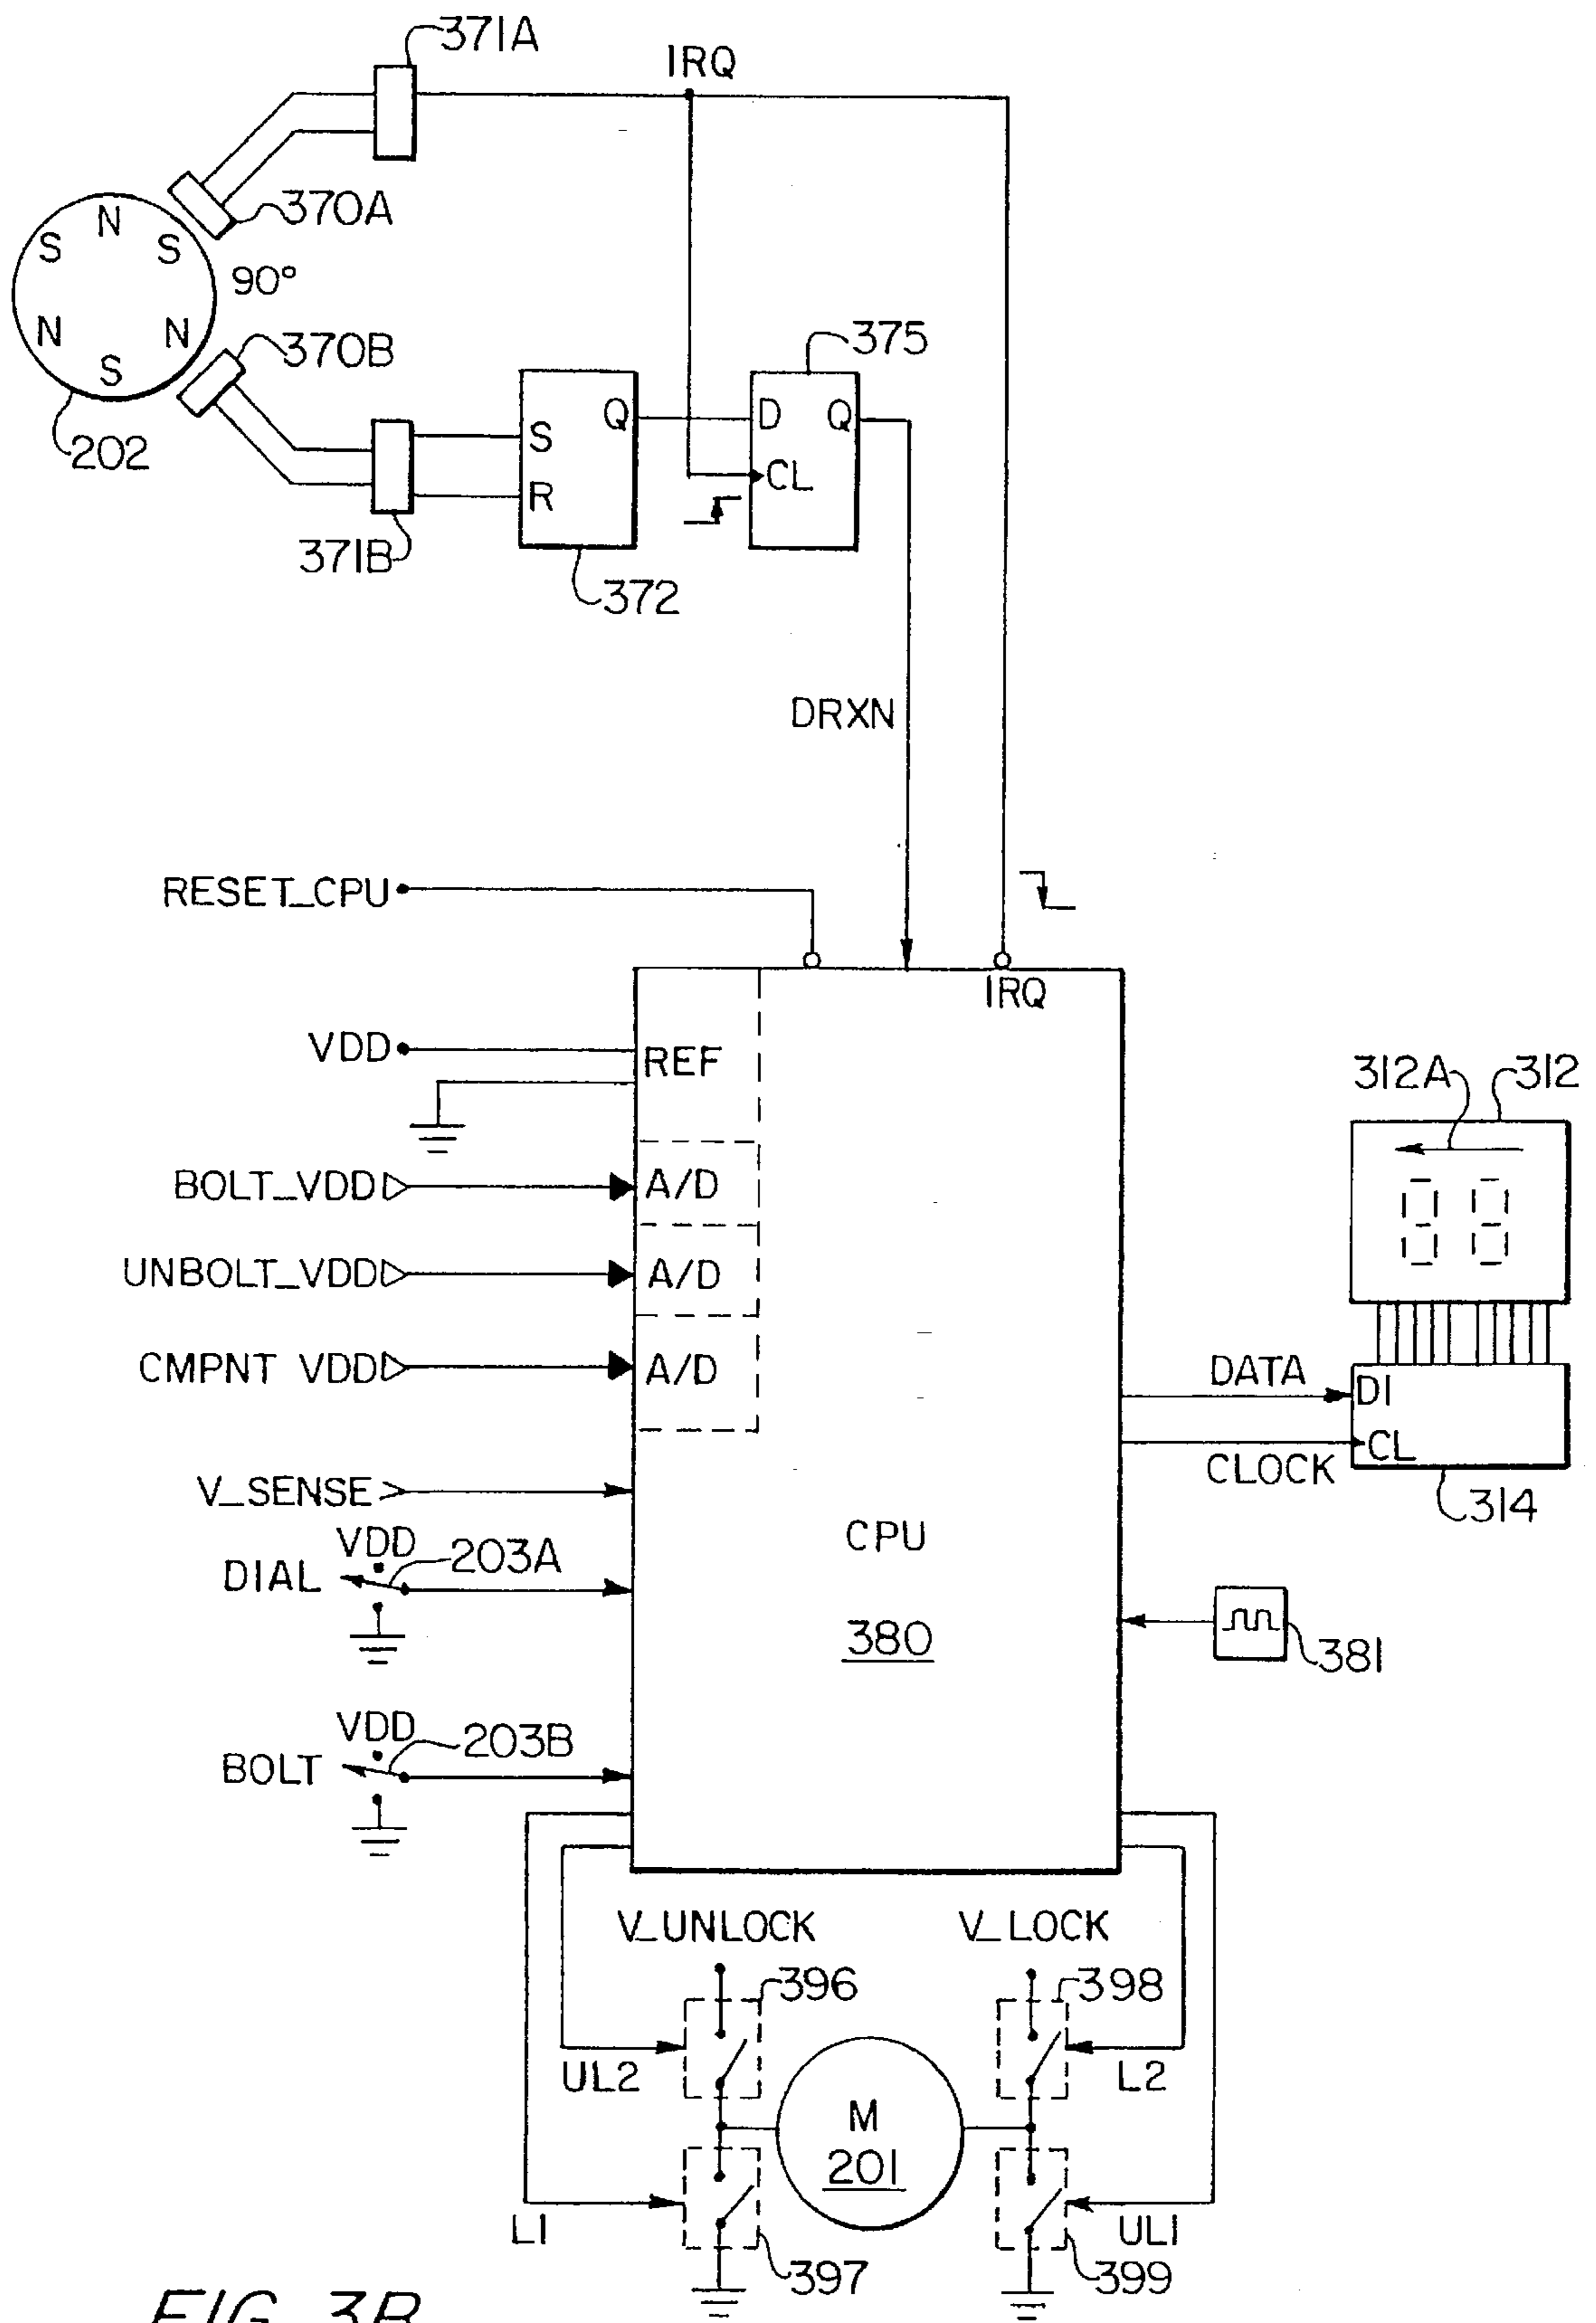 371A
IRQ
370A
N
S
S
90°
N
N
S
370B
375
202
Q
D
Q
S
CL
R
371B
372
DRXN
RESET_CPU
IRQ
VDD
REF
312A
312
BOLT_VDD
A/D
UNBOLT_VDD
A/D
CMPNT VDD
A/D
DATA
DI
CL
CLOCK
V_SENSE
314
CPU
VDD
203A
DIAL
380
381
VDD
203B
BOLT
V_UNLOCK
V_LOCK
396
398
UL2
L2
M
201
L1
UL1
397
399
FIG. 3B